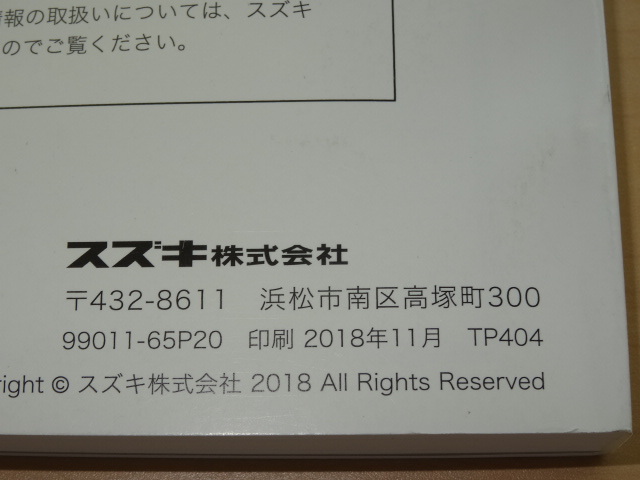 情報の取扱いについては、スズキ
のでご覧ください。
スズキ株式会社
〒432-8611 浜松市南区高塚町300
99011-65P20 印刷 2018年11月 TP404
right © スズキ株式会社 2018 All Rights Reserved